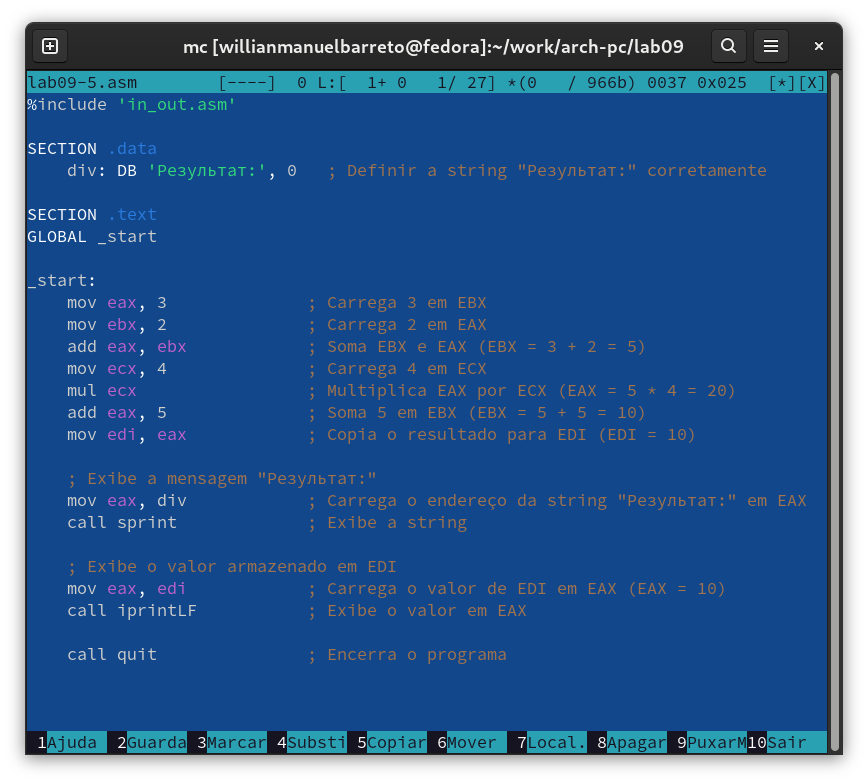 mc [willianmanuelbarreto@fedora]:~/work/arch-pc/lab09
lab09-5.asm        [----]  0 L:[  1+ 0   1/ 27] *(0   / 966b) 0037 0x025  [*][X]
%include 'in_out.asm'
SECTION .data
    div: DB 'Результат:', 0   ; Definir a string "Результат:" corretamente
SECTION .text
GLOBAL _start
_start:
    mov eax, 3              ; Carrega 3 em EBX
    mov ebx, 2              ; Carrega 2 em EAX
    add eax, ebx            ; Soma EBX e EAX (EBX = 3 + 2 = 5)
    mov ecx, 4              ; Carrega 4 em ECX
    mul ecx                 ; Multiplica EAX por ECX (EAX = 5 * 4 = 20)
    add eax, 5              ; Soma 5 em EBX (EBX = 5 + 5 = 10)
    mov edi, eax            ; Copia o resultado para EDI (EDI = 10)
    ; Exibe a mensagem "Результат:"
    mov eax, div            ; Carrega o endereço da string "Результат:" em EAX
    call sprint             ; Exibe a string
    ; Exibe o valor armazenado em EDI
    mov eax, edi            ; Carrega o valor de EDI em EAX (EAX = 10)
    call iprintLF           ; Exibe o valor em EAX
    call quit               ; Encerra o programa
1Ajuda  2Guarda 3Marcar 4Substi 5Copiar 6Mover  7Local. 8Apagar 9PuxarM10Sair